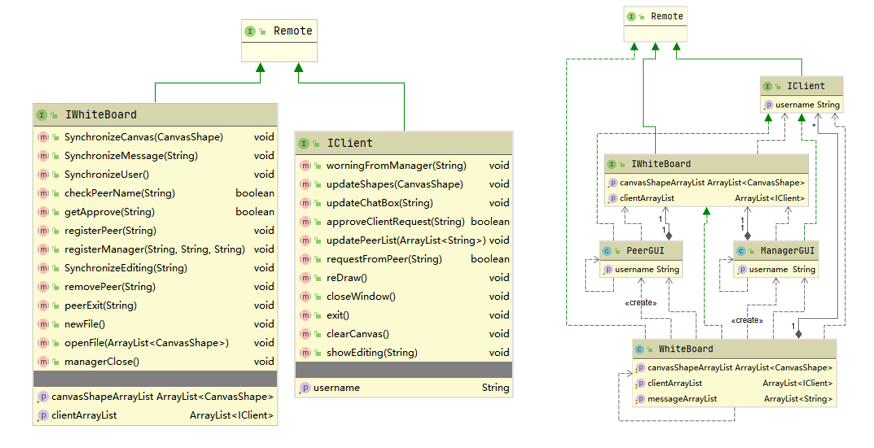 Remote
IWhiteBoard
SynchronizeCanvas(CanvasShape) void
SynchronizeMessage(String) void
SynchronizeUser() void
checkPeerName(String) boolean
getApprove(String) boolean
registerPeer(String) void
registerManager(String, String, String) void
SynchronizeEditing(String) void
removePeer(String) void
peerExit(String) void
newFile() void
openFile(ArrayList<CanvasShape>) void
managerClose() void
canvasShapeArrayList ArrayList<CanvasShape>
clientArrayList ArrayList<IClient>
IClient
worningFromManager(String) void
updateShapes(CanvasShape) void
updateChatBox(String) void
approveClientRequest(String) boolean
updatePeerList(ArrayList<String>) void
requestFromPeer(String) boolean
reDraw() void
closeWindow() void
exit() void
clearCanvas() void
showEditing(String) void
username String
Remote
IClient
username String
*
IWhiteBoard
canvasShapeArrayList ArrayList<CanvasShape>
clientArrayList ArrayList<IClient>
1
1
1
1
PeerGUI
username String
ManagerGUI
username String
«create»
«create»
1
WhiteBoard
canvasShapeArrayList ArrayList<CanvasShape>
clientArrayList ArrayList<IClient>
messageArrayList ArrayList<String>